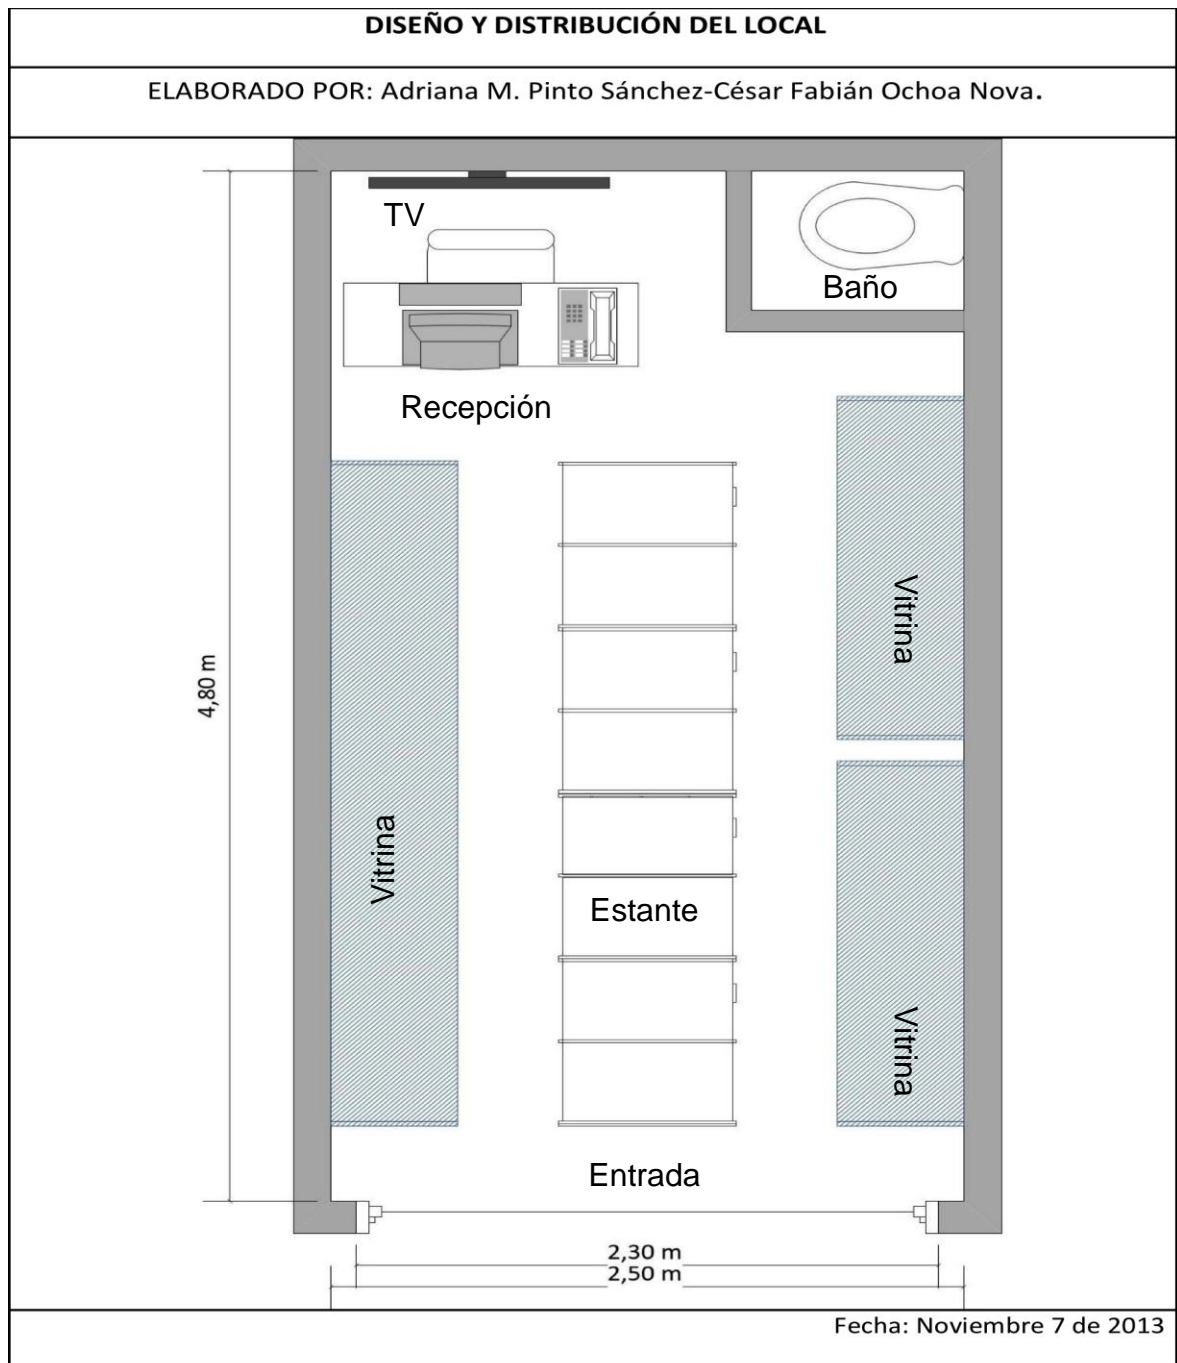 DISEÑO Y DISTRIBUCIÓN DEL LOCAL
ELABORADO POR: Adriana M. Pinto Sánchez-César Fabián Ochoa Nova.
TV
Baño
Recepción
Vitrina
4,80 m
Vitrina
Estante
Vitrina
Entrada
2,30 m
2,50 m
Fecha: Noviembre 7 de 2013